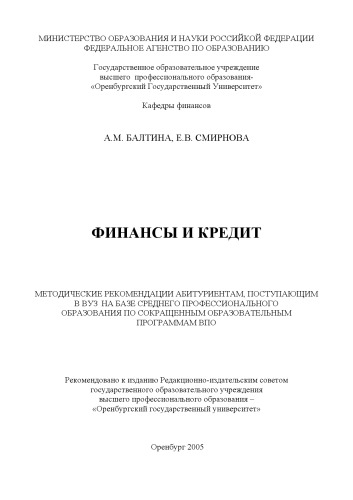 МИНИСТЕРСТВО ОБРАЗОВАНИЯ И НАУКИ РОССИЙКОЙ ФЕДЕРАЦИИ
ФЕДЕРАЛЬНОЕ АГЕНСТВО ПО ОБРАЗОВАНИЮ
Государственное образовательное учреждение
высшего профессионального образования-
«Оренбургский Государственный Университет»
Кафедры финансов
А.М. БАЛТИНА, Е.В. СМИРНОВА
ФИНАНСЫ И КРЕДИТ
МЕТОДИЧЕСКИЕ РЕКОМЕНДАЦИИ АБИТУРИЕНТАМ, ПОСТУПАЮЩИМ
В ВУЗ НА БАЗЕ СРЕДНЕГО ПРОФЕССИОНАЛЬНОГО
ОБРАЗОВАНИЯ ПО СОКРАЩЕННЫМ ОБРАЗОВАТЕЛЬНЫМ
ПРОГРАММАМ ВПО
Рекомендовано к изданию Редакционно-издательским советом
государственного образовательного учреждения
высшего профессионального образования –
«Оренбургский государственный университет»
Оренбург 2005